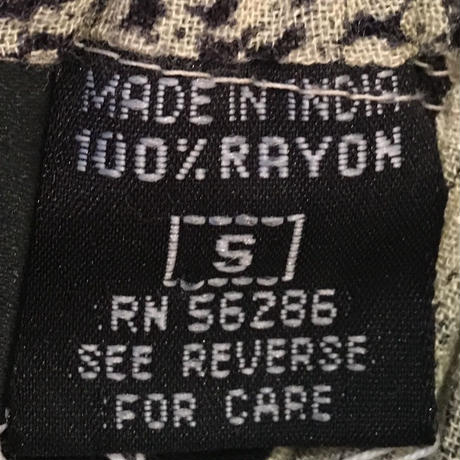 MADE IN INDIA
100% RAYON
S
RN 56286
SEE REVERSE
FOR CARE